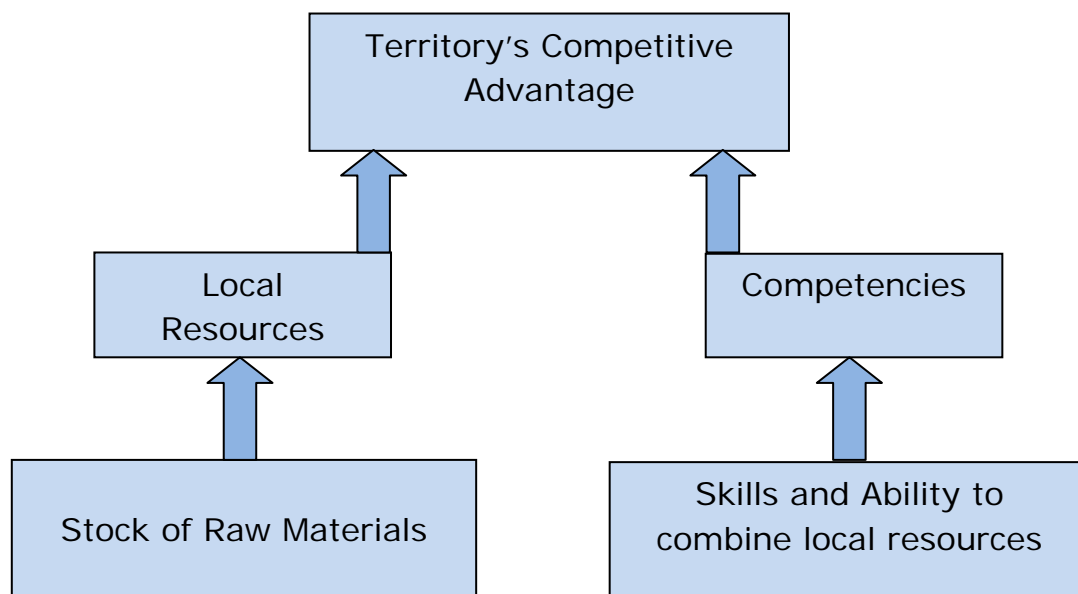 Territory's Competitive
Advantage
Local
Resources
Competencies
Stock of Raw Materials
Skills and Ability to
combine local resources